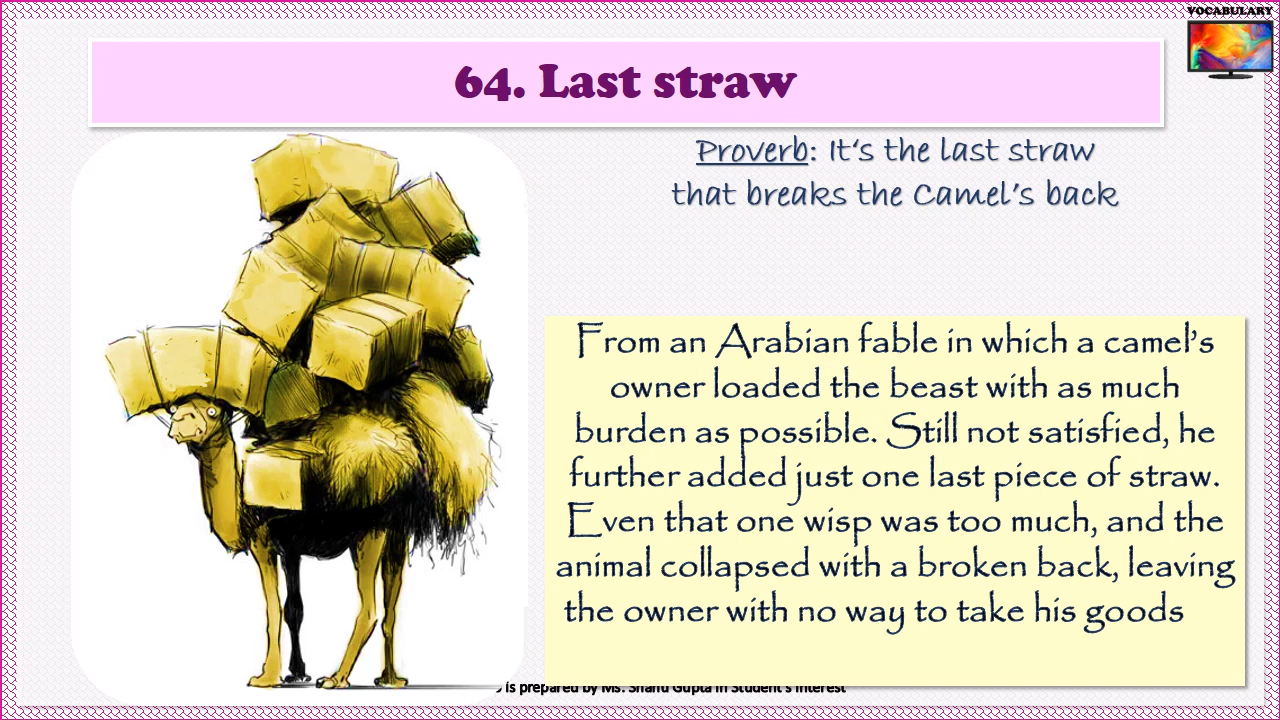 VOCABULARY
64. Last straw
Proverb: It's the last straw
that breaks the Camel's back
From an Arabian fable in which a camel's
owner loaded the beast with as much
burden as possible. Still not satisfied, he
further added just one last piece of straw.
Even that one wisp was too much, and the
animal collapsed with a broken back, leaving
the owner with no way to take his goods
is prepared by Ms. Shanu Gupta in Student's interest